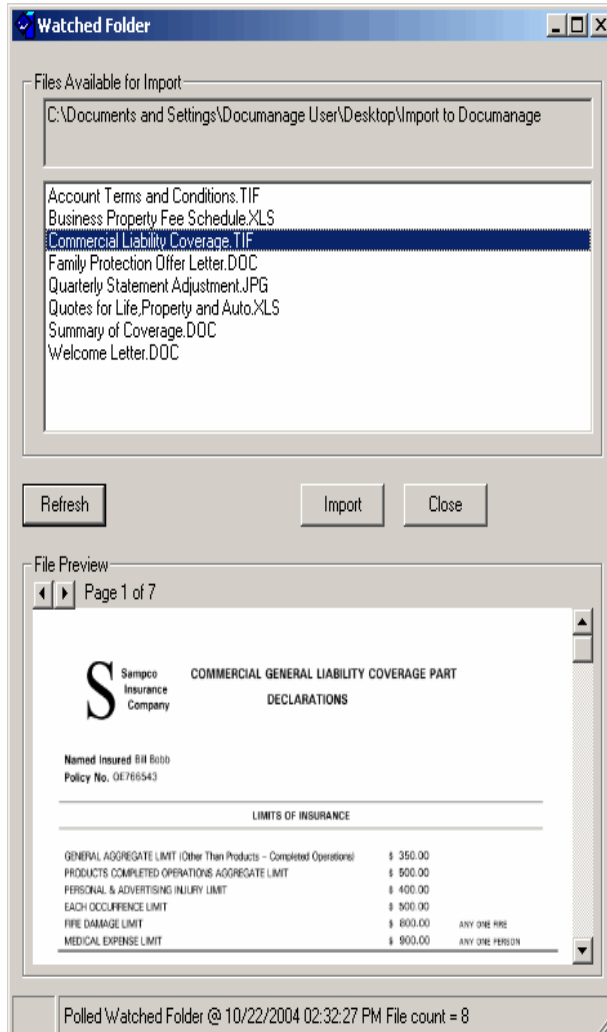 Watched Folder
Files Available for Import
C:\Documents and Settings\Documanage User\Desktop\Import to Documanage
Account Terms and Conditions.TIF
Business Property Fee Schedule.XLS
Commercial Liability Coverage.TIF
Family Protection Offer Letter.DOC
Quarterly Statement Adjustment.JPG
Quotes for Life,Property and Auto.XLS
Summary of Coverage.DOC
Welcome Letter.DOC
Refresh Import Close
File Preview
Page 1 of 7
S Sampco Insurance Company
COMMERCIAL GENERAL LIABILITY COVERAGE PART
DECLARATIONS
Named Insured Bill Bobb
Policy No. OE766543
LIMITS OF INSURANCE
GENERAL AGGREGATE LIMIT (Other Than Products - Completed Operations) $ 350.00
PRODUCTS COMPLETED OPERATIONS AGGREGATE LIMIT $ 500.00
PERSONAL & ADVERTISING INJURY LIMIT $ 400.00
EACH OCCURRENCE LIMIT $ 500.00
FIRE DAMAGE LIMIT $ 800.00 ANY ONE FIRE
MEDICAL EXPENSE LIMIT $ 900.00 ANY ONE PERSON
Polled Watched Folder @ 10/22/2004 02:32:27 PM File count = 8